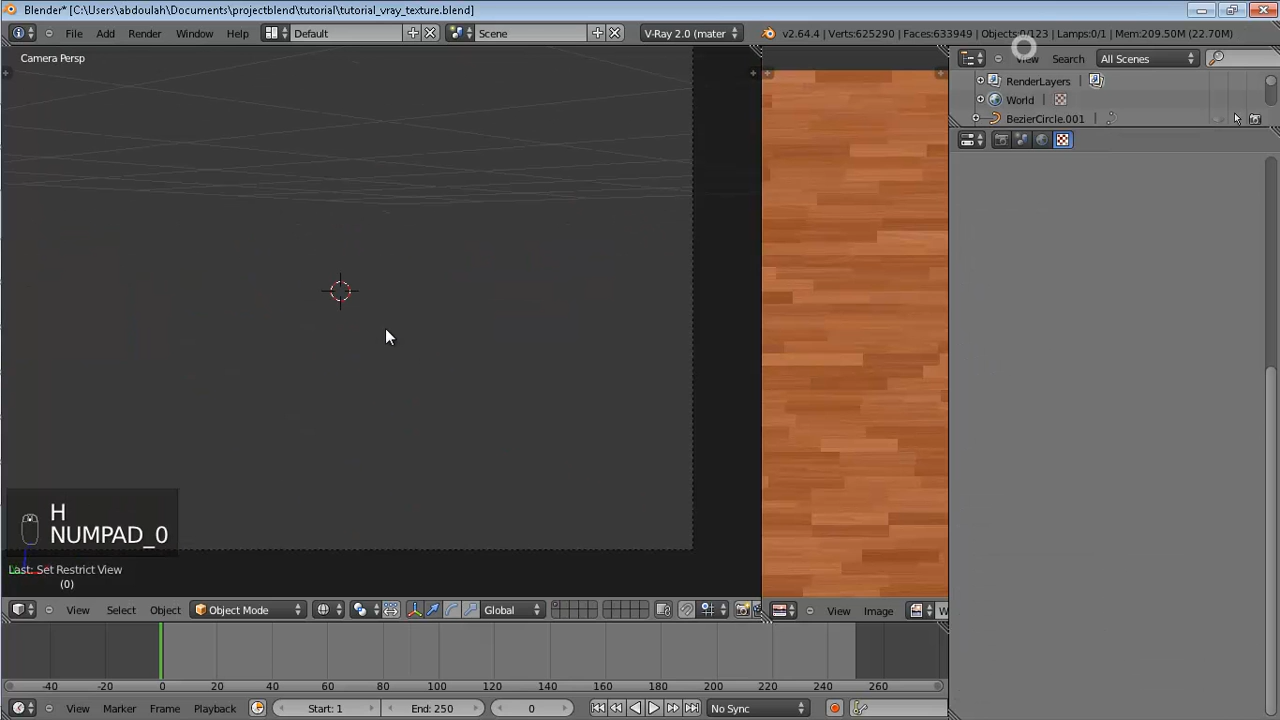 Blender* [C:\Users\abdoulah\Documents\projectblend\tutorial\tutorial_vray_texture.blend]
File Add Render Window Help Default Scene V-Ray 2.0 (mater v2.64.4 | Verts:625290 | Faces:633949 | Objects:0/123 | Lamps:0/1 | Mem:209.50M (22.70M)
Camera Persp
View Search All Scenes
RenderLayers
World
BezierCircle.001
H
NUMPAD_0
Last: Set Restrict View
(0)
View Select Object Object Mode Global View Image W
-40 -20 0 20 40 60 80 100 120 140 160 180 200 220 240 260
View Marker Frame Playback Start: 1 End: 250 0 No Sync